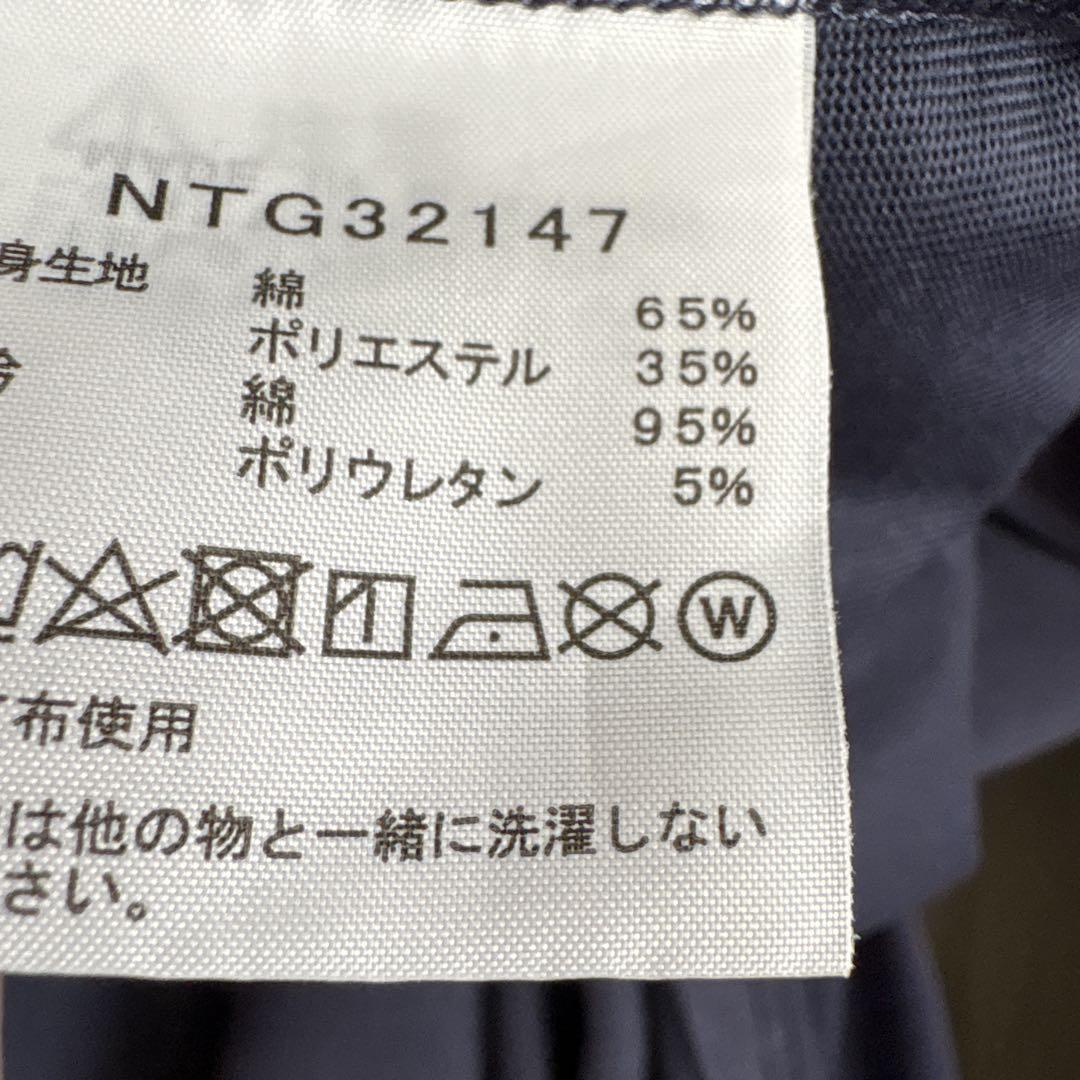 NTG32147
身生地 綿 65%
ポリエステル 35%
綿 95%
ポリウレタン 5%
W
布使用
は他の物と一緒に洗濯しない
さい。